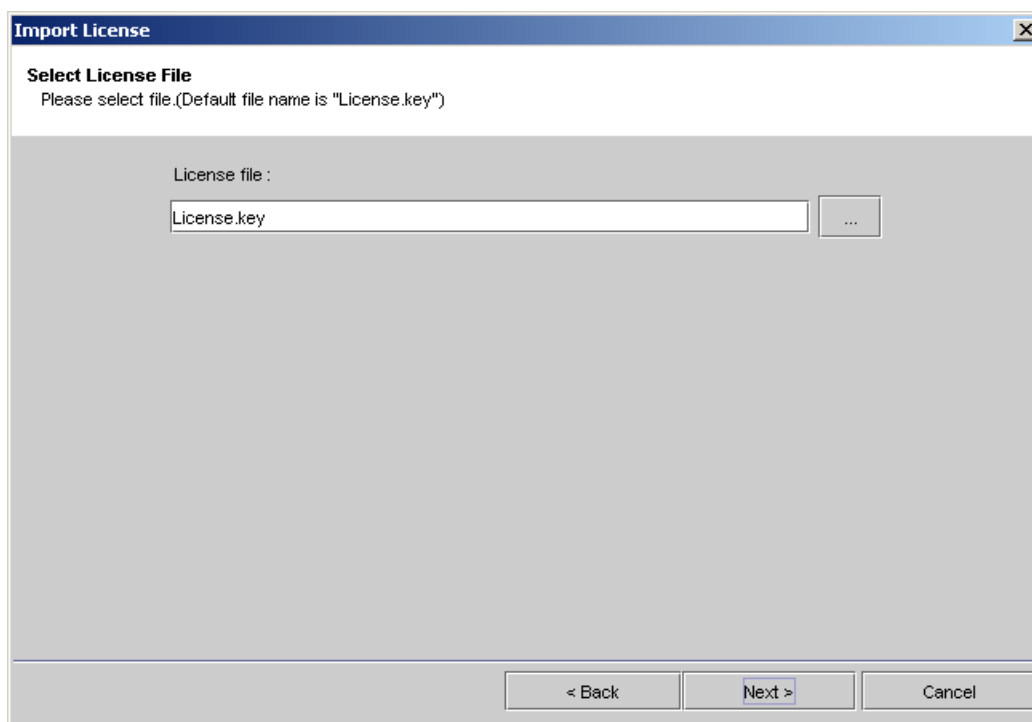 Import License
Select License File
Please select file.(Default file name is "License.key")
License file :
License.key
...
< Back
Next >
Cancel